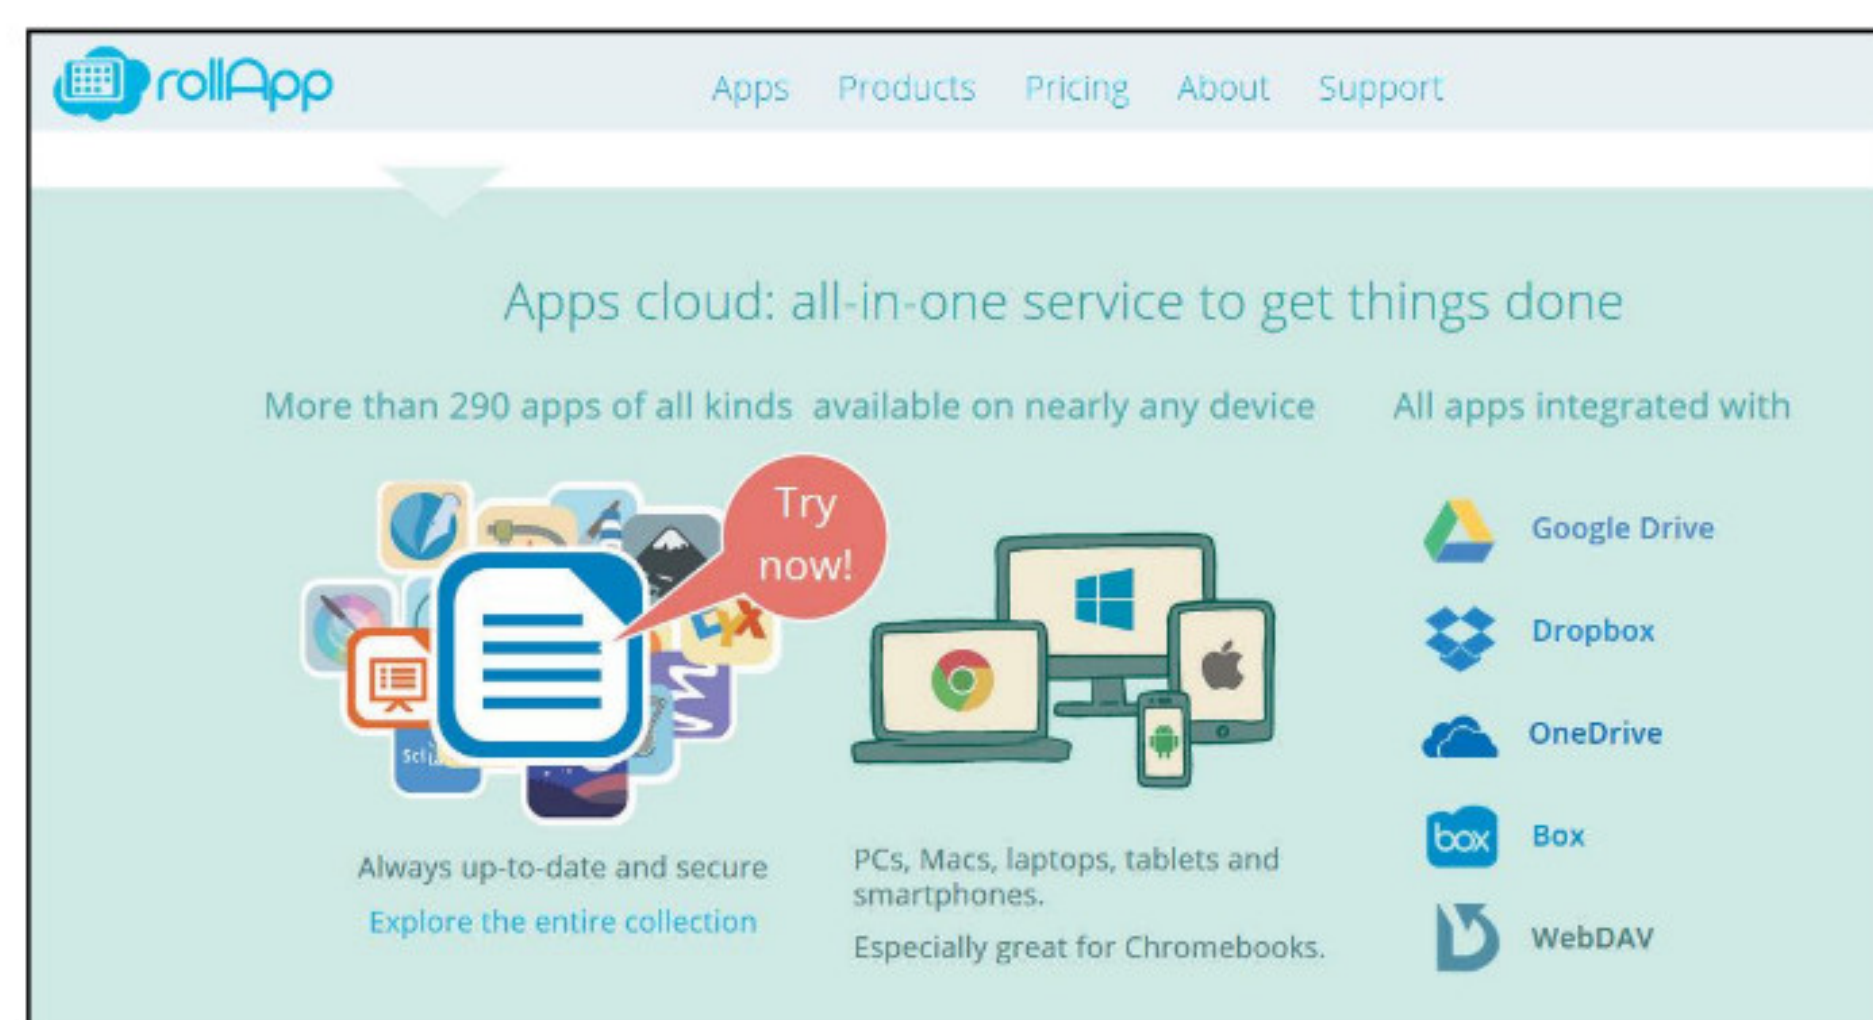 rollApp
Apps Products Pricing About Support
Apps cloud: all-in-one service to get things done
More than 290 apps of all kinds available on nearly any device
All apps integrated with
Try
now!
LYX
Sci
Always up-to-date and secure
Explore the entire collection
PCs, Macs, laptops, tablets and
smartphones.
Especially great for Chromebooks.
Google Drive
Dropbox
OneDrive
box Box
WebDAV